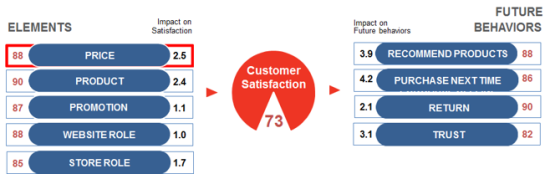 ELEMENTS
Impact on
Satisfaction
88 PRICE 2.5
90 PRODUCT 2.4
87 PROMOTION 1.1
88 WEBSITE ROLE 1.0
85 STORE ROLE 1.7
Customer
Satisfaction
73
Impact on
Future behaviors
FUTURE
BEHAVIORS
3.9 RECOMMEND PRODUCTS 88
4.2 PURCHASE NEXT TIME 86
2.1 RETURN 90
3.1 TRUST 82